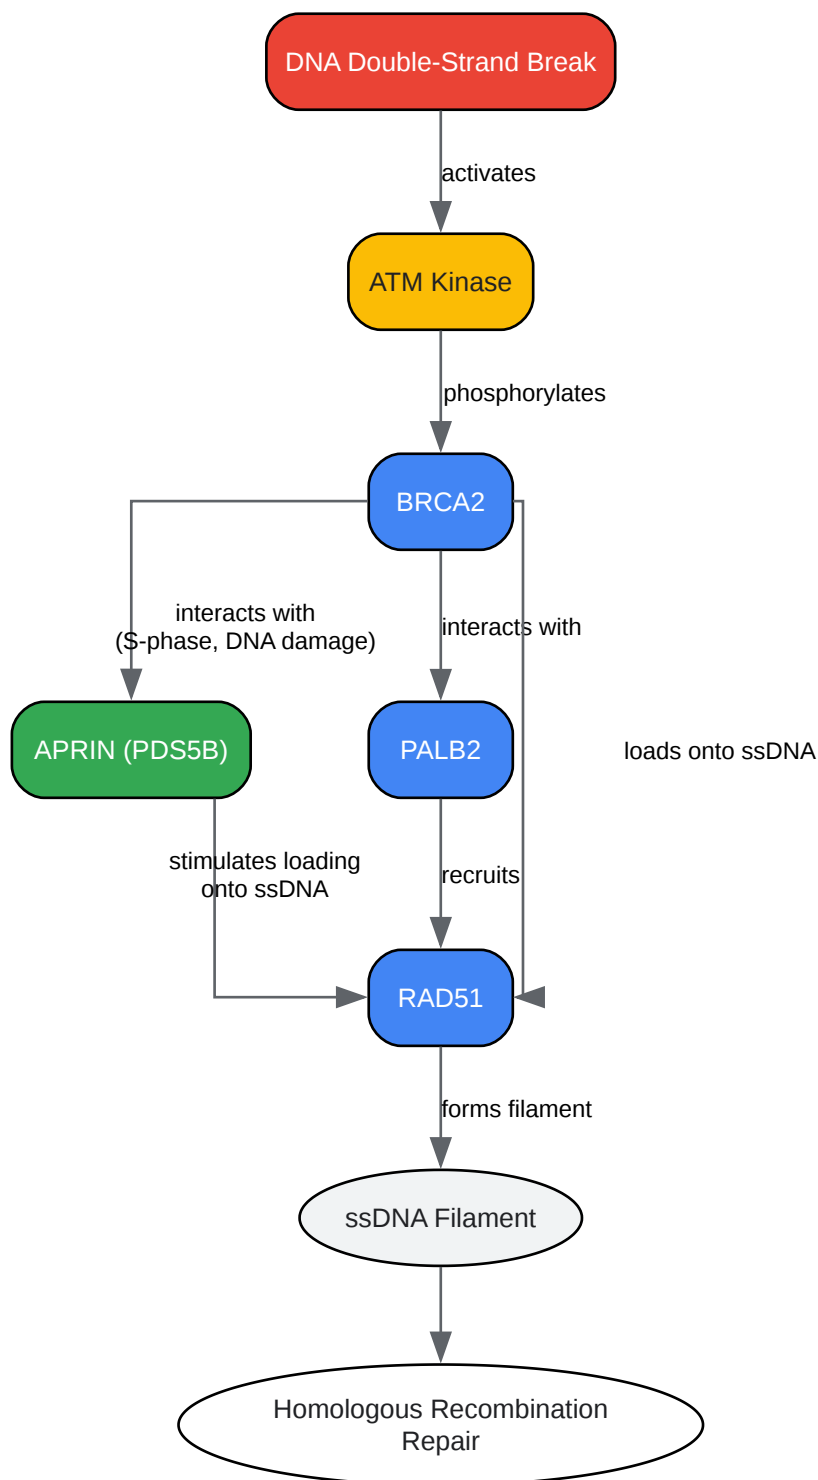 DNA Double-Strand Break
activates
ATM Kinase
phosphorylates
BRCA2
interacts with
(S-phase, DNA damage)
interacts with
APRIN (PDS5B)
PALB2
loads onto ssDNA
stimulates loading
onto ssDNA
recruits
RAD51
forms filament
ssDNA Filament
Homologous Recombination
Repair